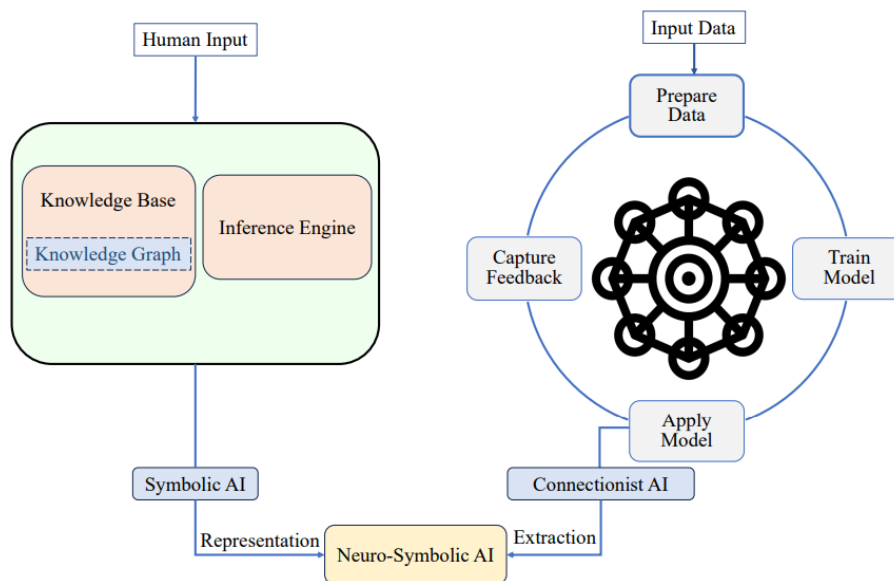 Human Input
Knowledge Base
Knowledge Graph
Inference Engine
Symbolic AI
Representation
Input Data
Prepare
Data
Train
Model
Apply
Model
Capture
Feedback
Connectionist AI
Extraction
Neuro-Symbolic AI